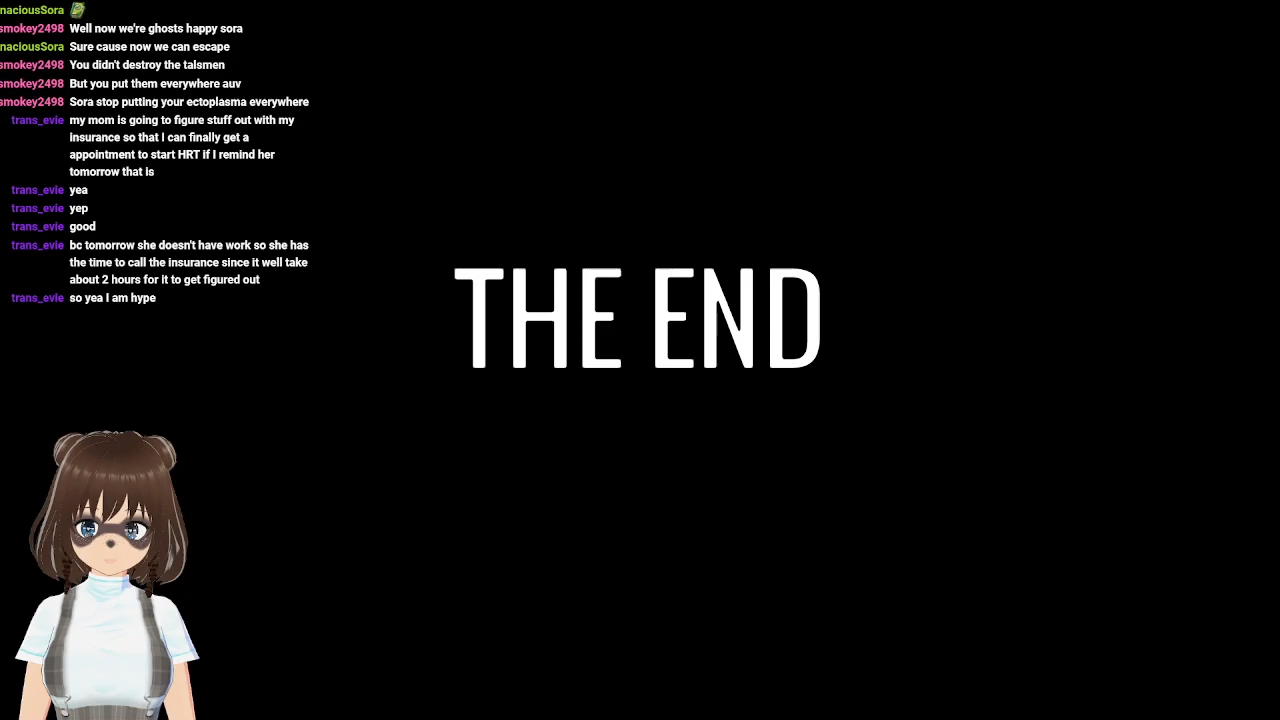 naciousSora
smokey2498 Well now we're ghosts happy sora
naciousSora Sure cause now we can escape
smokey2498 You didn't destroy the talsmen
smokey2498 But you put them everywhere auv
smokey2498 Sora stop putting your ectoplasma everywhere
trans_evie my mom is going to figure stuff out with my
insurance so that I can finally get a
appointment to start HRT if I remind her
tomorrow that is
trans_evie yea
trans_evie yep
trans_evie good
trans_evie bc tomorrow she doesn't have work so she has
the time to call the insurance since it well take
about 2 hours for it to get figured out
trans_evie so yea I am hype
THE END